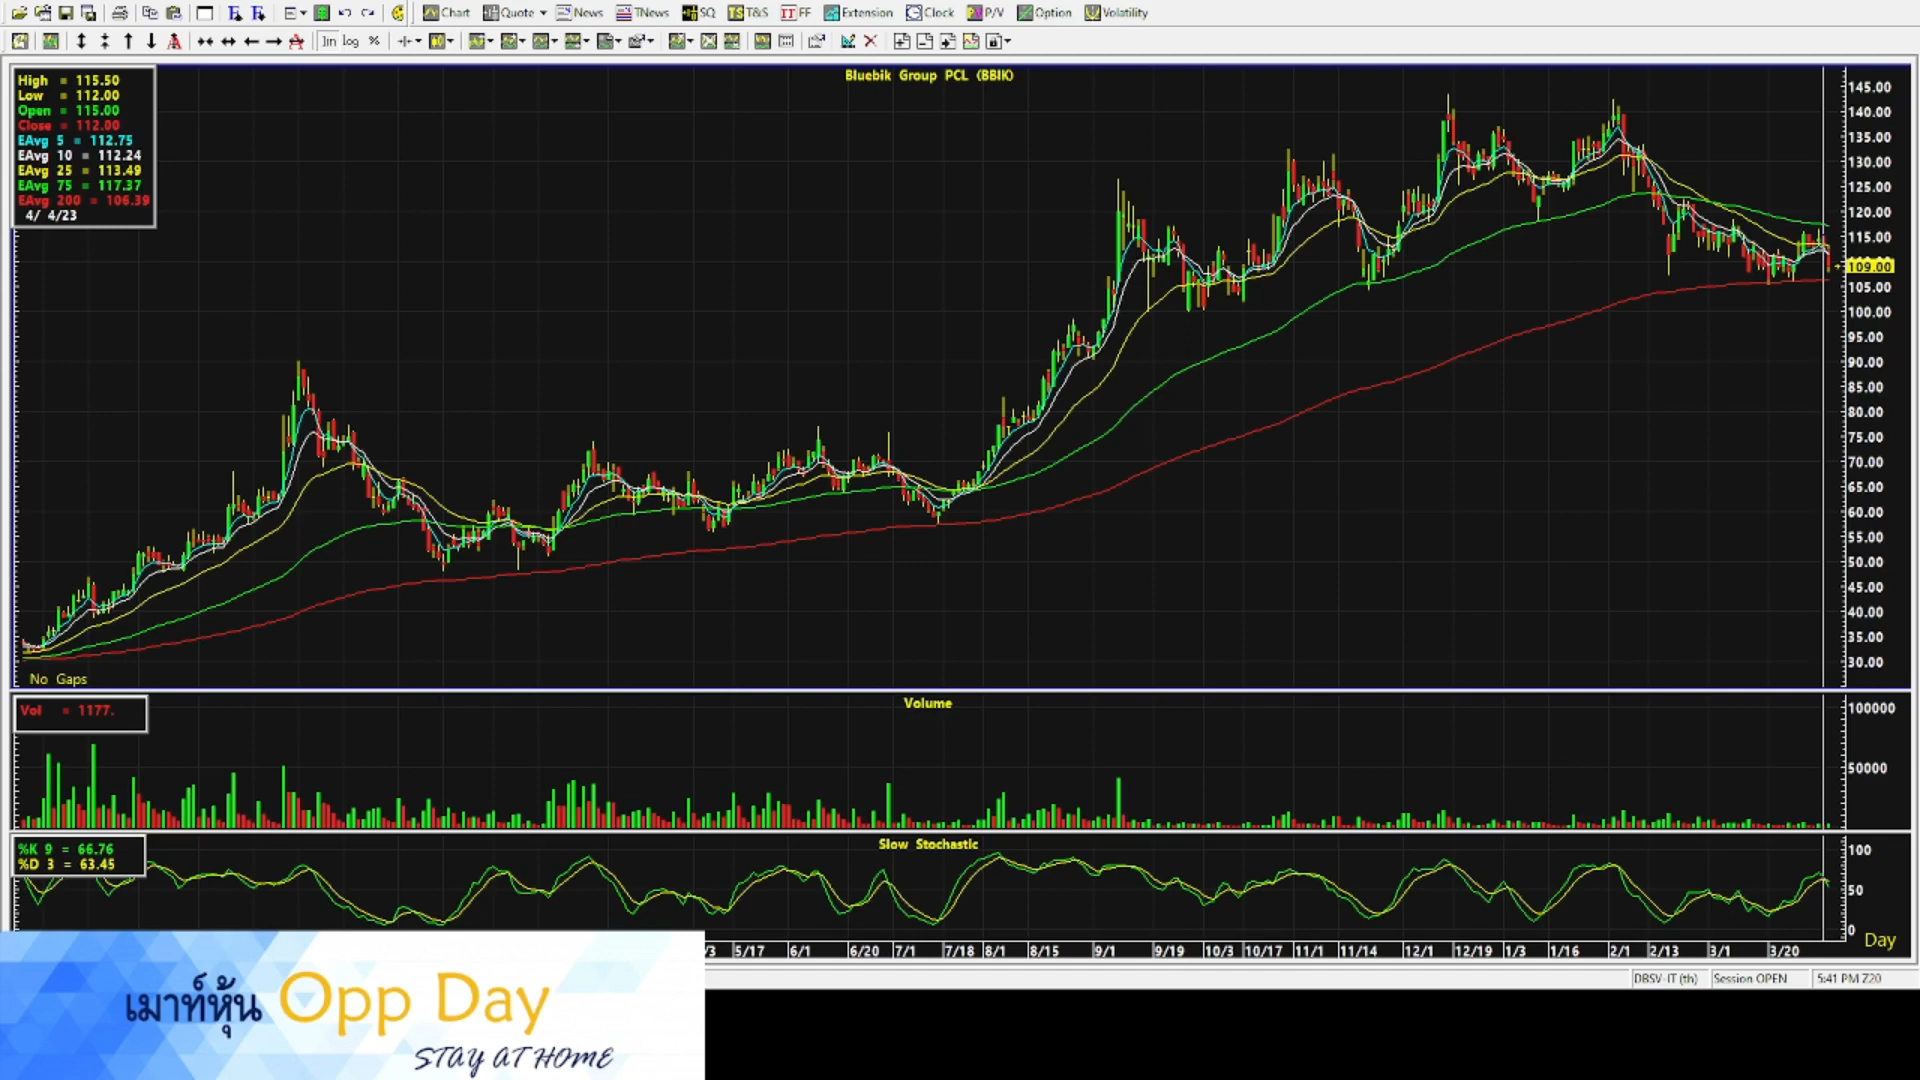 Chart Quote News TNews SQ T&S FF Extension Clock P/V Option Volatility
lin log %
Bluebik Group PCL (BBIK)
High = 115.50
Low = 112.00
Open = 115.00
Close = 112.00
EAvg 5 = 112.75
EAvg 10 = 112.24
EAvg 25 = 113.49
EAvg 75 = 117.37
EAvg 200 = 106.39
4/ 4/23
145.00
140.00
135.00
130.00
125.00
120.00
115.00
109.00
105.00
100.00
95.00
90.00
85.00
80.00
75.00
70.00
65.00
60.00
55.00
50.00
45.00
40.00
35.00
30.00
No Gaps
Volume
Vol = 1177.
100000
50000
Slow Stochastic
%K 9 = 66.76
%D 3 = 63.45
100
50
0
Day
/3 5/17 6/1 6/20 7/1 7/18 8/1 8/15 9/1 9/19 10/3 10/17 11/1 11/14 12/1 12/19 1/3 1/16 2/1 2/13 3/1 3/20
DBSV-IT (th) Session OPEN 5:41 PM Z20
เมาท์หุ้น Opp Day
STAY AT HOME